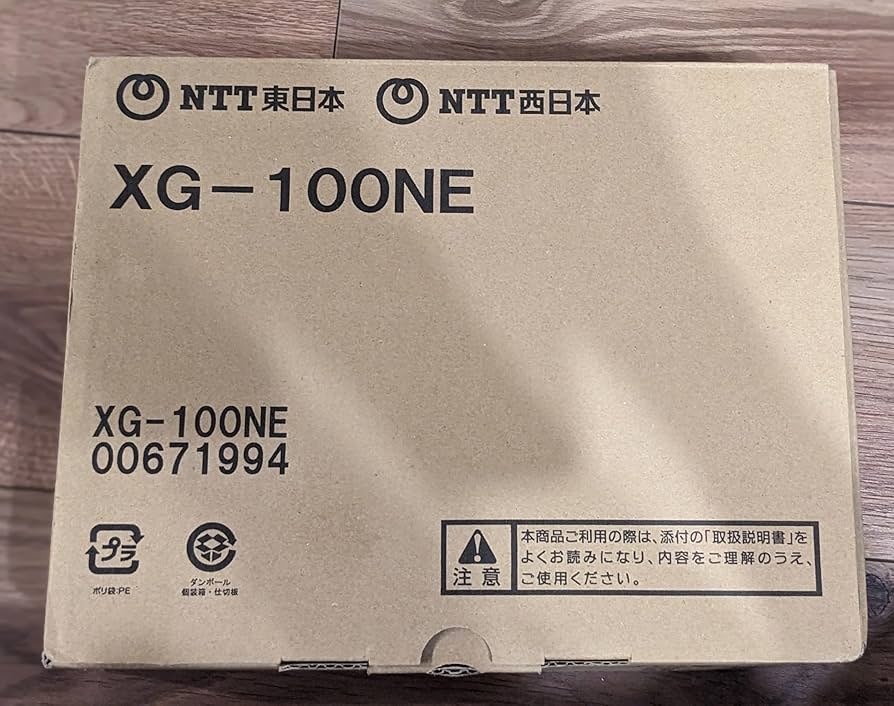 NTT東日本 NTT西日本
XG-100NE
XG-100NE
00671994
プラ
ポリ袋:PE
ダンボール
個装箱・仕切板
注意
本商品ご利用の際は、添付の「取扱説明書」を
よくお読みになり、内容をご理解のうえ、
ご使用ください。